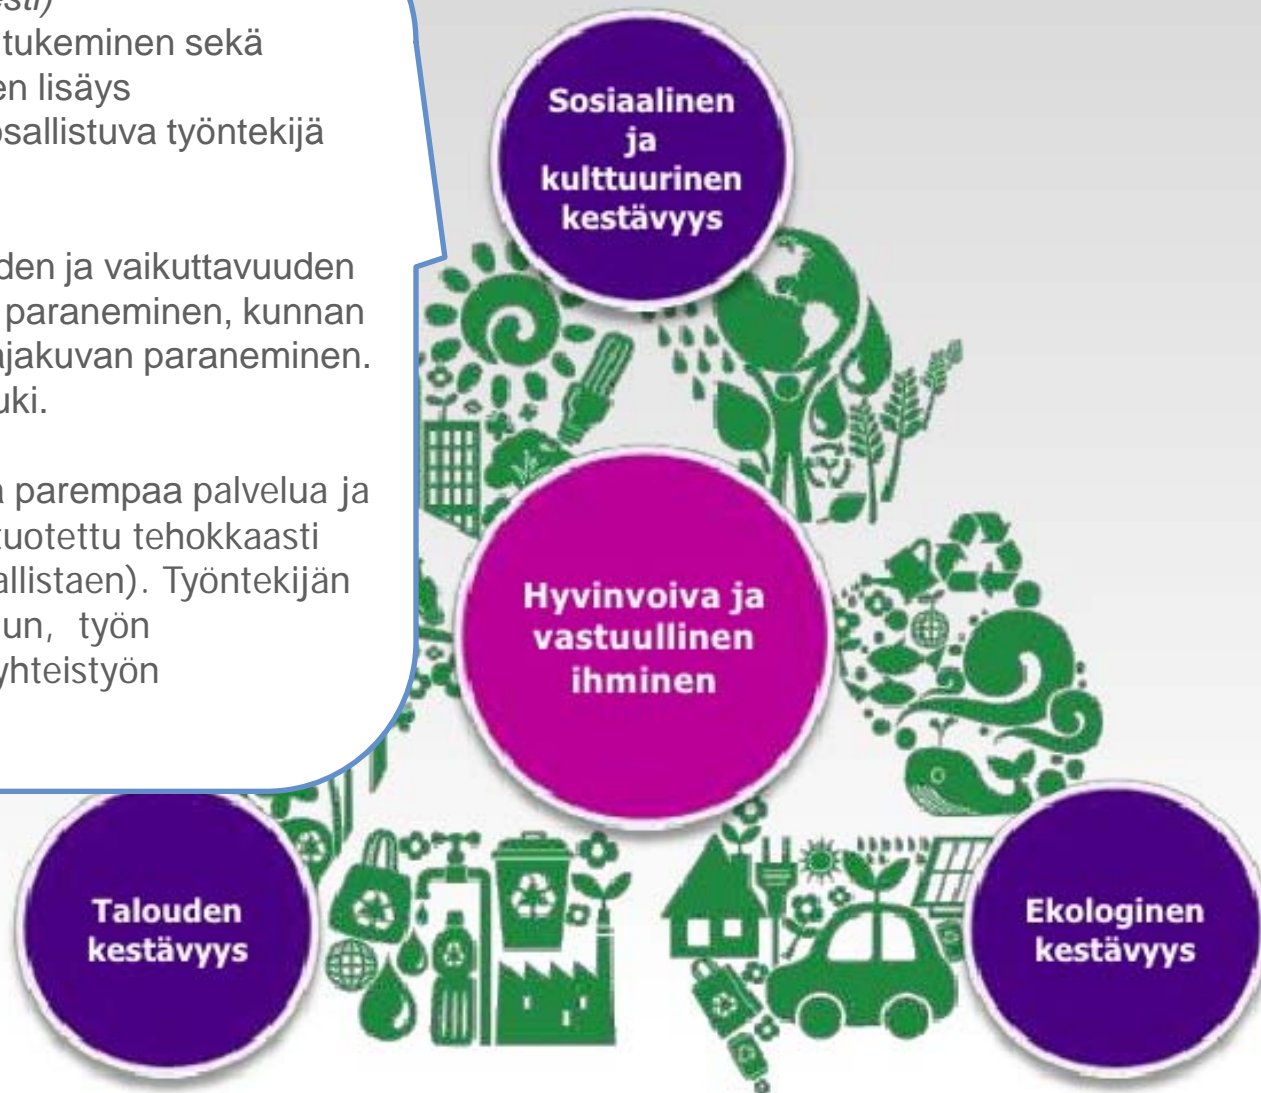 esti)
tukeminen sekä
en lisäys
osallistuva työntekijä
den ja vaikuttavuuden
paraneminen, kunnan
ajakuvan paraneminen.
uki.
a parempaa palvelua ja
tuotettu tehokkaasti
allistaen). Työntekijän
un, työn
yhteistyön
Sosiaalinen
ja
kulttuurinen
kestävyys
Hyvinvoiva ja
vastuullinen
ihminen
Talouden
kestävyys
Ekologinen
kestävyys